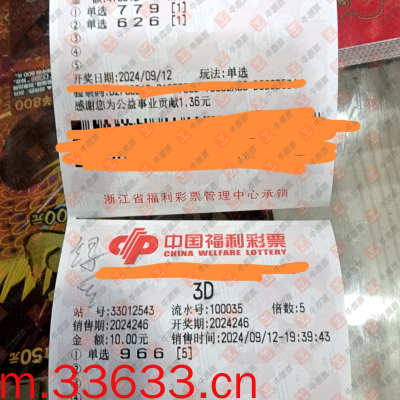 ① 单选 779 [1]
② 单选 626 [1]
开奖日期:2024/09/12 玩法:单选
感谢您为公益事业贡献1.36元
浙江省福利彩票管理中心承销
中国福利彩票
CHINA WELFARE LOTTERY
3D
站 号:33012543 流水号:100035 倍数:5
销售期:2024246 开奖期:2024246
金 额:10.00元 销售时间:2024/09/12-19:39:43
① 单选 966 [5]
m.33633.cn